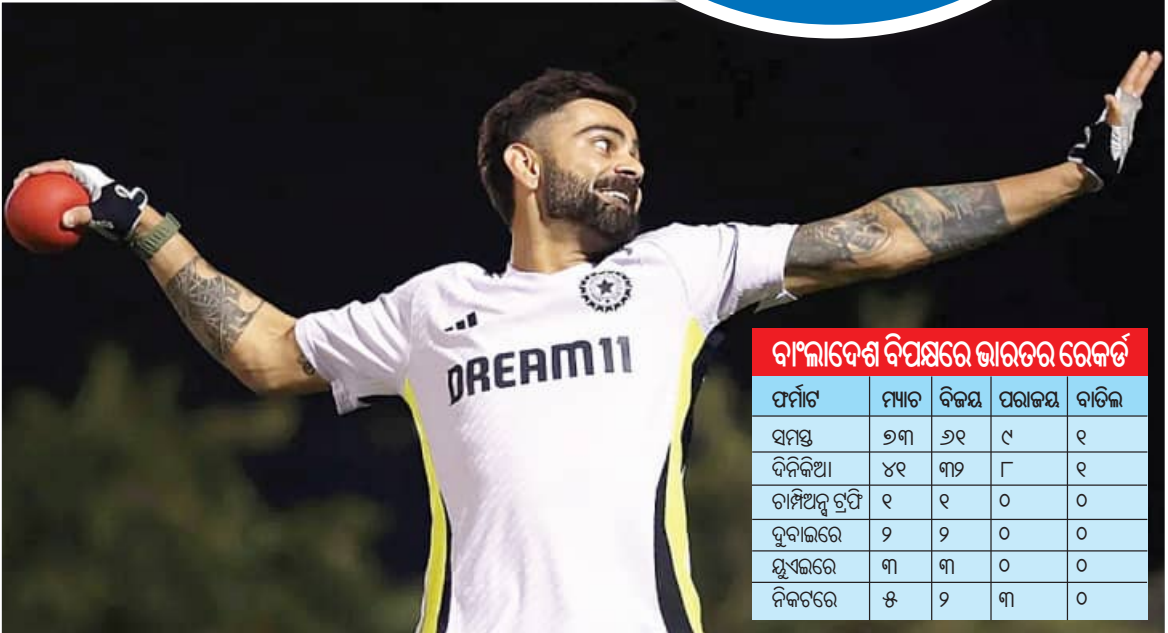 DREAM11
ବାଂଲାଦେଶ ବିପକ୍ଷରେ ଭାରତର ରେକର୍ଡ
ଫର୍ମାଟ ମ୍ୟାଚ ବିଜୟ ପରାଜୟ ବାତିଲ
ସମସ୍ତ ୭୩ ୬୧ ୯ ୧
ଦିନିକିଆ ୪୧ ୩୨ ୮ ୧
ଚାମ୍ପିଅନ୍ସ ଟ୍ରଫି ୧ ୧ ୦ ୦
ଦୁବାଇରେ ୨ ୨ ୦ ୦
ୟୁଏଇରେ ୩ ୩ ୦ ୦
ନିକଟରେ ୫ ୨ ୩ ୦